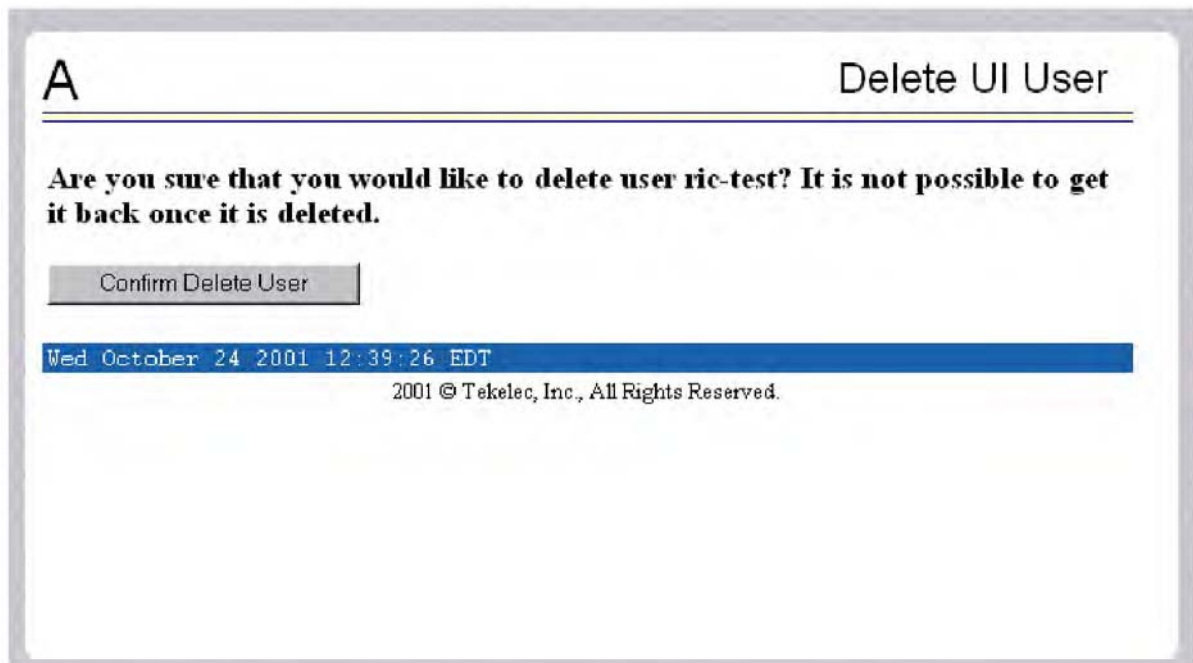 A
Delete UI User
Are you sure that you would like to delete user ric-test? It is not possible to get
it back once it is deleted.
Confirm Delete User
Wed October 24 2001 12:39:26 EDT
2001 © Tekelec, Inc., All Rights Reserved.